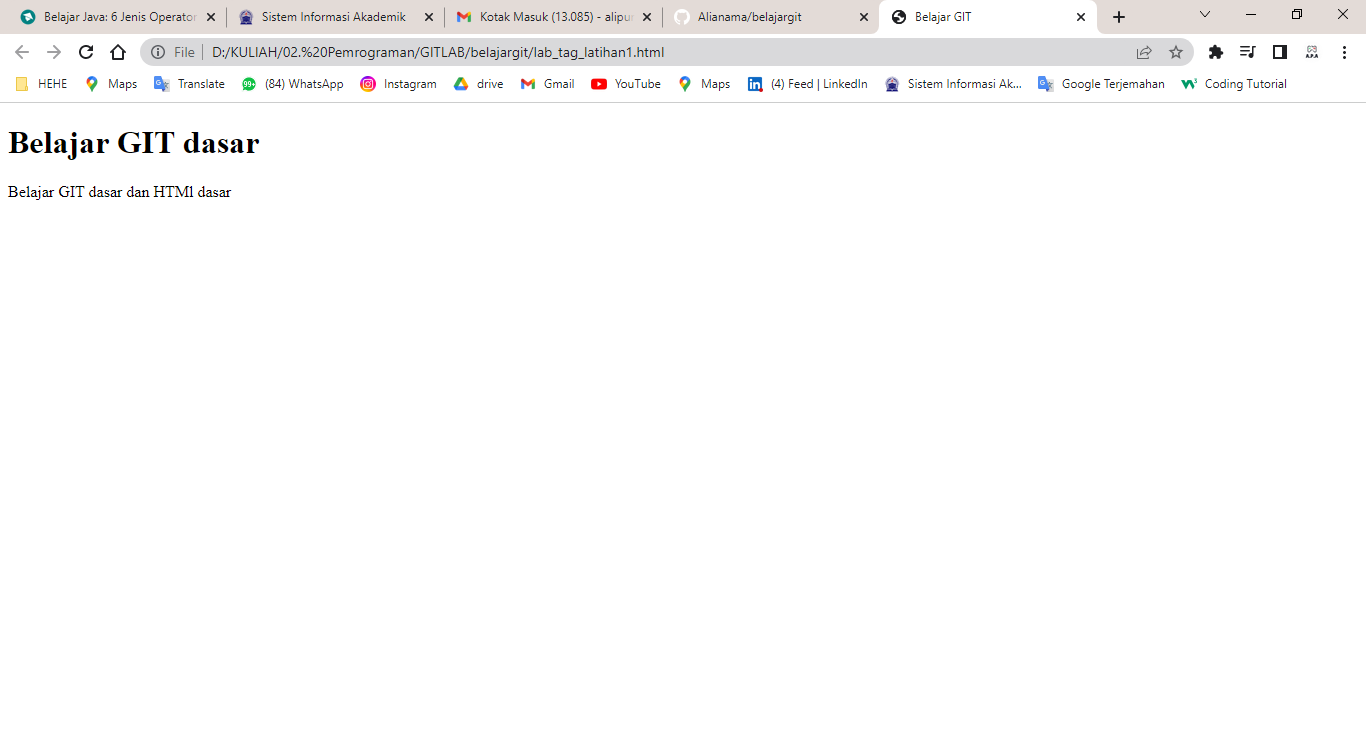 Belajar Java: 6 Jenis Operator
Sistem Informasi Akademik
Kotak Masuk (13.085) - alipur
Alianama/belajargit
Belajar GIT
File
D:/KULIAH/02.%20Pemrograman/GITLAB/belajargit/lab_tag_latihan1.html
HEHE
Maps
Translate
99+
(84) WhatsApp
Instagram
drive
Gmail
YouTube
Maps
(4) Feed | LinkedIn
Sistem Informasi Ak...
Google Terjemahan
Coding Tutorial
Belajar GIT dasar
Belajar GIT dasar dan HTMl dasar